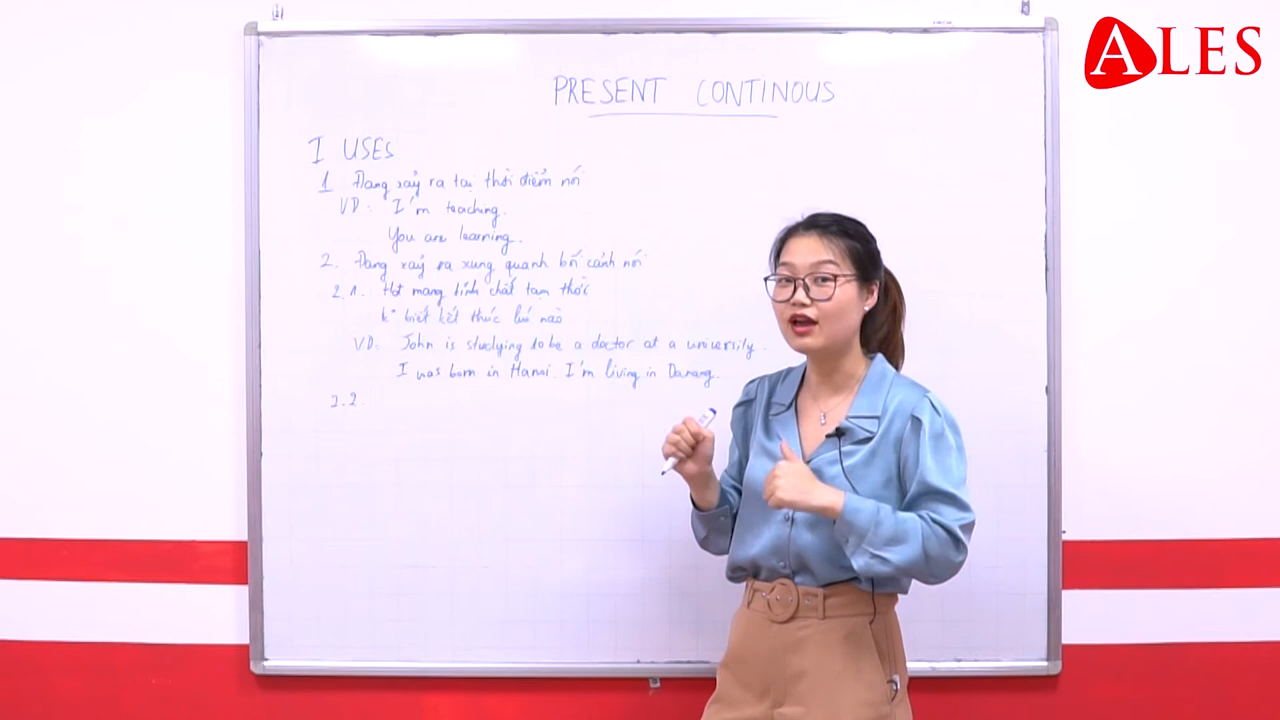 ALES
PRESENT CONTINOUS
I USES
1 Đang xảy ra tại thời điểm nói
VD: I'm teaching.
You are learning.
2. Đang xảy ra xung quanh bối cảnh nói
2.1. Hđ mang tính chất tạm thời
k° biết kết thúc lúc nào
VD: John is studying to be a doctor at a university.
I was born in Hanoi. I'm living in Danang.
2.2.